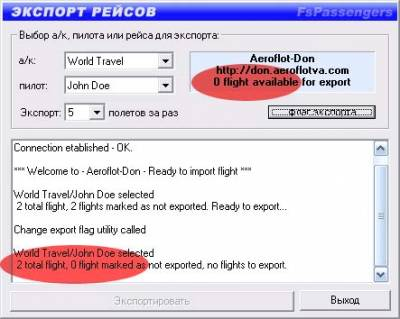 ЭКСПОРТ РЕЙСОВ
FsPassengers
Выбор а/к, пилота или рейса для экспорта:
а/к: World Travel
пилот: John Doe
Экспорт: 5 полетов за раз
Aeroflot-Don
http://don.aeroflotva.com
0 flight available for export
Флаг экспорта
Connection etablished - OK.
*** Welcome to - Aeroflot-Don - Ready to import flight ***
World Travel/John Doe selected
2 total flight, 2 flights marked as not exported. Ready to export...
Change export flag utility called
World Travel/John Doe selected
2 total flight, 0 flight marked as not exported, no flights to export.
Экспортировать
Выход